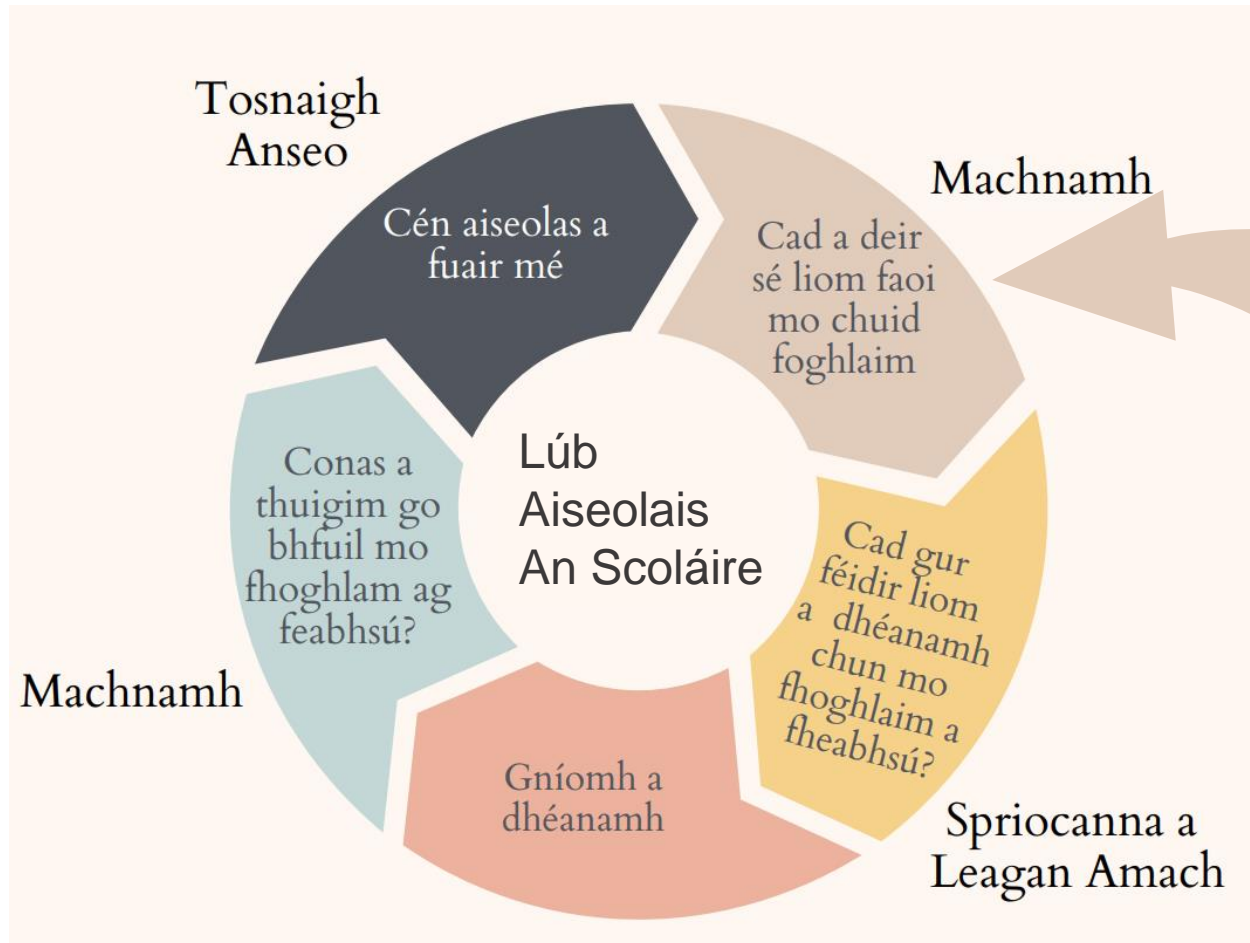 Tosnaigh
Anseo
Cén aiseolas a
fuair mé
Machnamh
Cad a deir
sé liom faoi
mo chuid
foghlaim
Cad gur
féidir liom
a dhéanamh
chun mo
fhoghlaim a
fheabhsú?
Spriocanna a
Leagan Amach
Gníomh a
dhéanamh
Machnamh
Conas a
thuigim go
bhfuil mo
fhoghlam ag
feabhsú?
Lúb
Aiseolais
An Scoláire